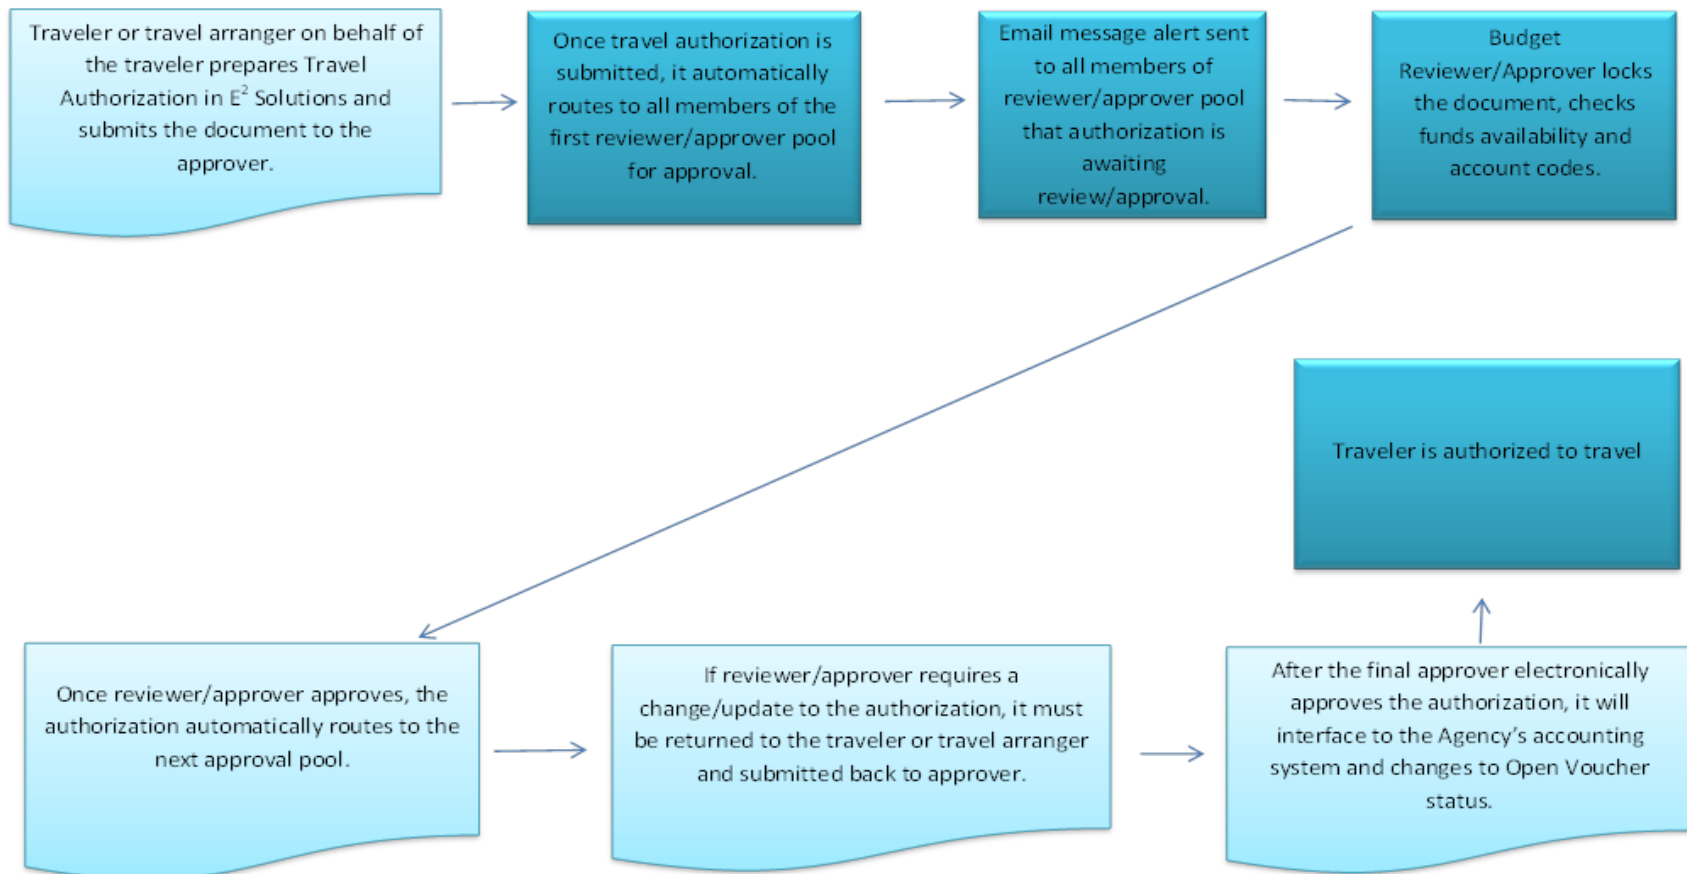 Traveler or travel arranger on behalf of
the traveler prepares Travel
Authorization in E² Solutions and
submits the document to the
approver.
Once travel authorization is
submitted, it automatically
routes to all members of the
first reviewer/approver pool
for approval.
Email message alert sent
to all members of
reviewer/approver pool
that authorization is
awaiting
review/approval.
Budget
Reviewer/Approver locks
the document, checks
funds availability and
account codes.
Once reviewer/approver approves, the
authorization automatically routes to the
next approval pool.
If reviewer/approver requires a
change/update to the authorization, it must
be returned to the traveler or travel arranger
and submitted back to approver.
After the final approver electronically
approves the authorization, it will
interface to the Agency’s accounting
system and changes to Open Voucher
status.
Traveler is authorized to travel